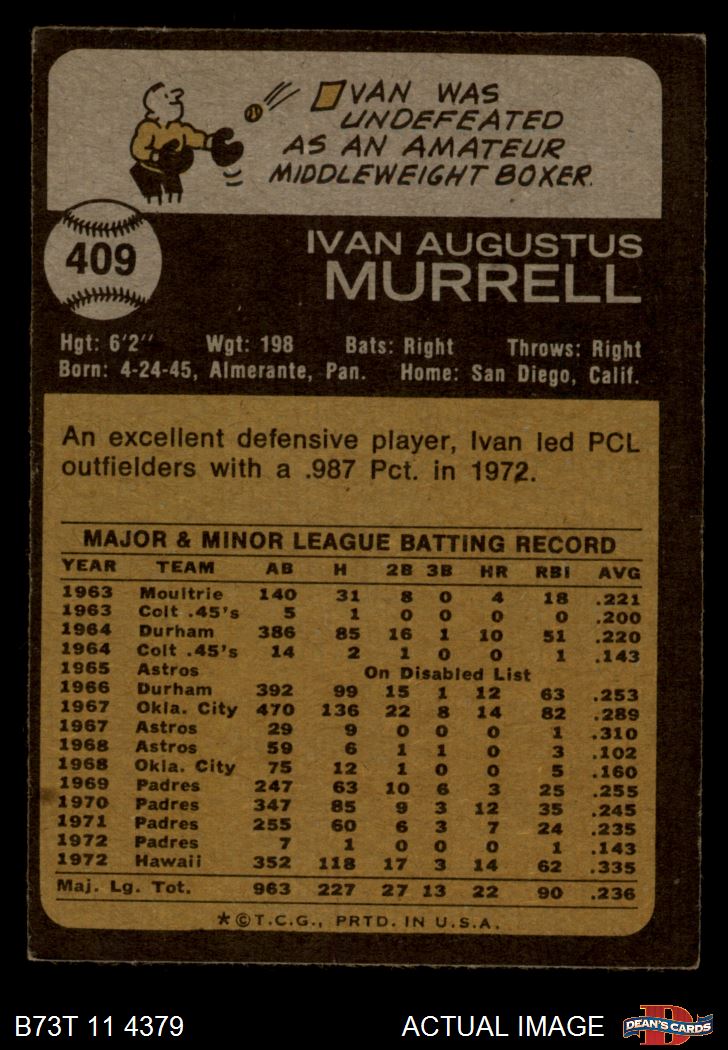 IVAN WAS
UNDEFEATED
AS AN AMATEUR
MIDDLEWEIGHT BOXER.
409
IVAN AUGUSTUS
MURRELL
Hgt: 6'2" Wgt: 198 Bats: Right Throws: Right
Born: 4-24-45, Almerante, Pan. Home: San Diego, Calif.
An excellent defensive player, Ivan led PCL
outfielders with a .987 Pct. in 1972.
MAJOR & MINOR LEAGUE BATTING RECORD
YEAR TEAM AB H 2B 3B HR RBI AVG
1963 Moultrie 140 31 8 0 4 18 .221
1963 Colt .45's 5 1 0 0 0 0 .200
1964 Durham 386 85 16 1 10 51 .220
1964 Colt .45's 14 2 1 0 0 1 .143
1965 Astros On Disabled List
1966 Durham 392 99 15 1 12 63 .253
1967 Okla. City 470 136 22 8 14 82 .289
1967 Astros 29 9 0 0 0 1 .310
1968 Astros 59 6 1 1 0 3 .102
1968 Okla. City 75 12 1 0 0 5 .160
1969 Padres 247 63 10 6 3 25 .255
1970 Padres 347 85 9 3 12 35 .245
1971 Padres 255 60 6 3 7 24 .235
1972 Padres 7 1 0 0 0 1 .143
1972 Hawaii 352 118 17 3 14 62 .335
Maj. Lg. Tot. 963 227 27 13 22 90 .236
★©T.C.G., PRTD. IN U.S.A.
B73T 11 4379 ACTUAL IMAGE
D
DEAN'S CARDS